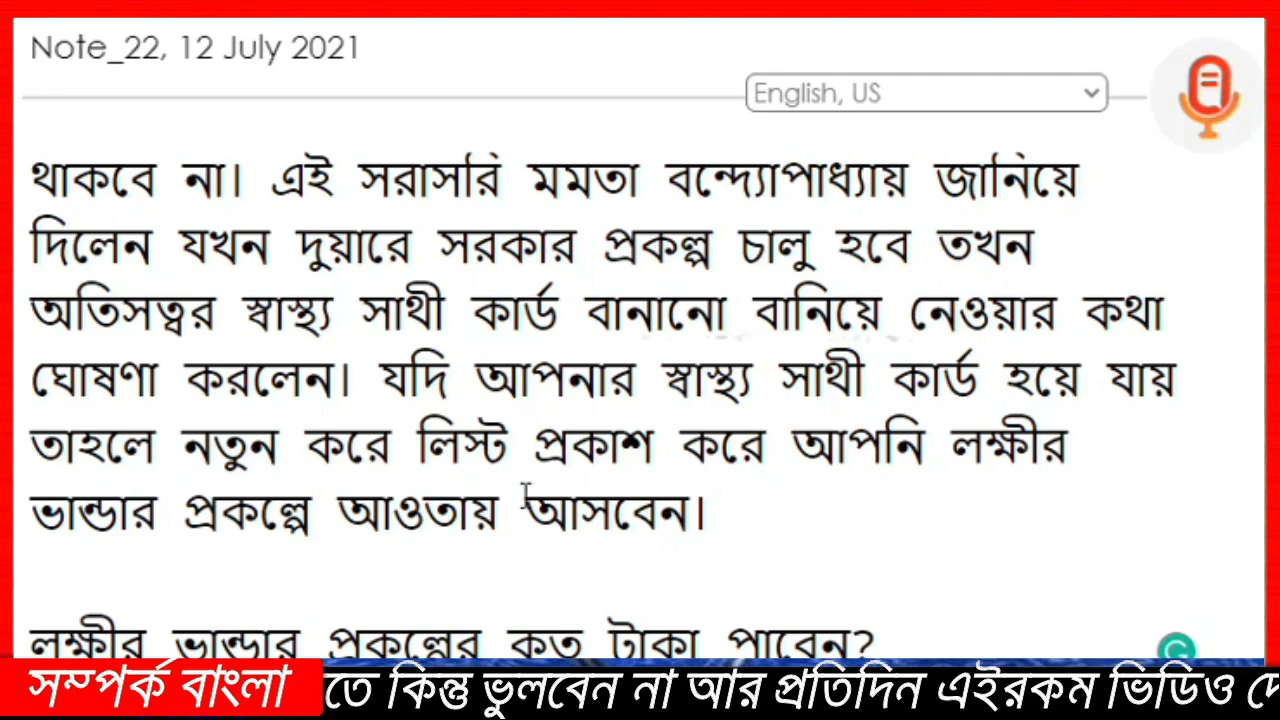 Note_22, 12 July 2021
English, US
থাকবে না। এই সরাসরি মমতা বন্দ্যোপাধ্যায় জানিয়ে
দিলেন যখন দুয়ারে সরকার প্রকল্প চালু হবে তখন
অতিসত্বর স্বাস্থ্য সাথী কার্ড বানানো বানিয়ে নেওয়ার কথা
ঘোষণা করলেন। যদি আপনার স্বাস্থ্য সাথী কার্ড হয়ে যায়
তাহলে নতুন করে লিস্ট প্রকাশ করে আপনি লক্ষীর
ভান্ডার প্রকল্পে আওতায় আসবেন।
লক্ষীর ভান্ডার প্রকল্পের কত টাকা পাবেন?
সম্পর্ক বাংলা
তে কিন্তু ভুলবেন না আর প্রতিদিন এইরকম ভিডিও দে